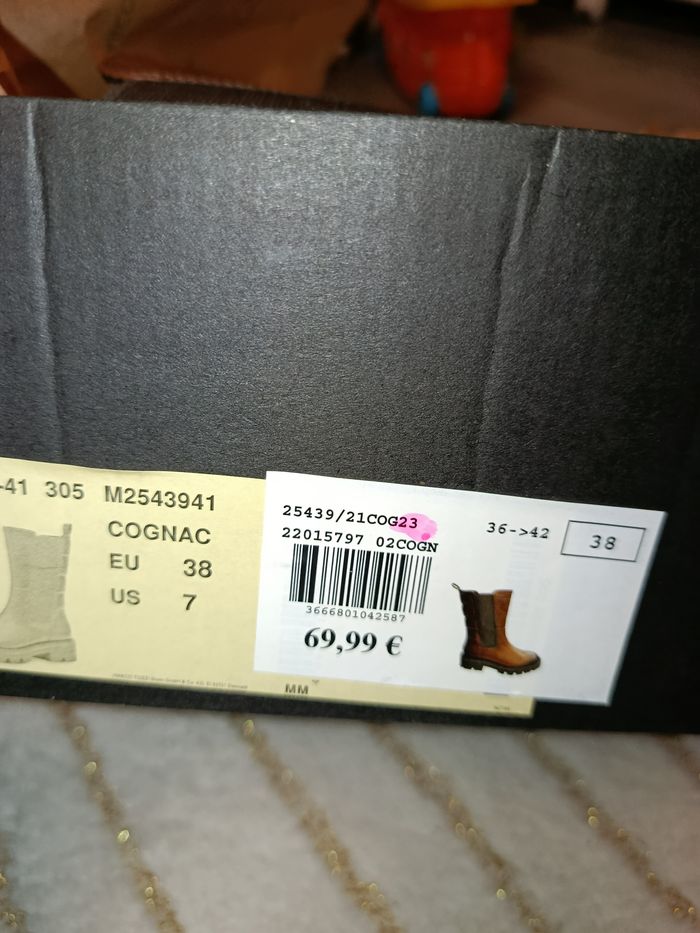 -41 305 M2543941
COGNAC
EU 38
US 7
MM
25439/21COG23
22015797 02COGN
3666801042587
69,99 €
36->42
38